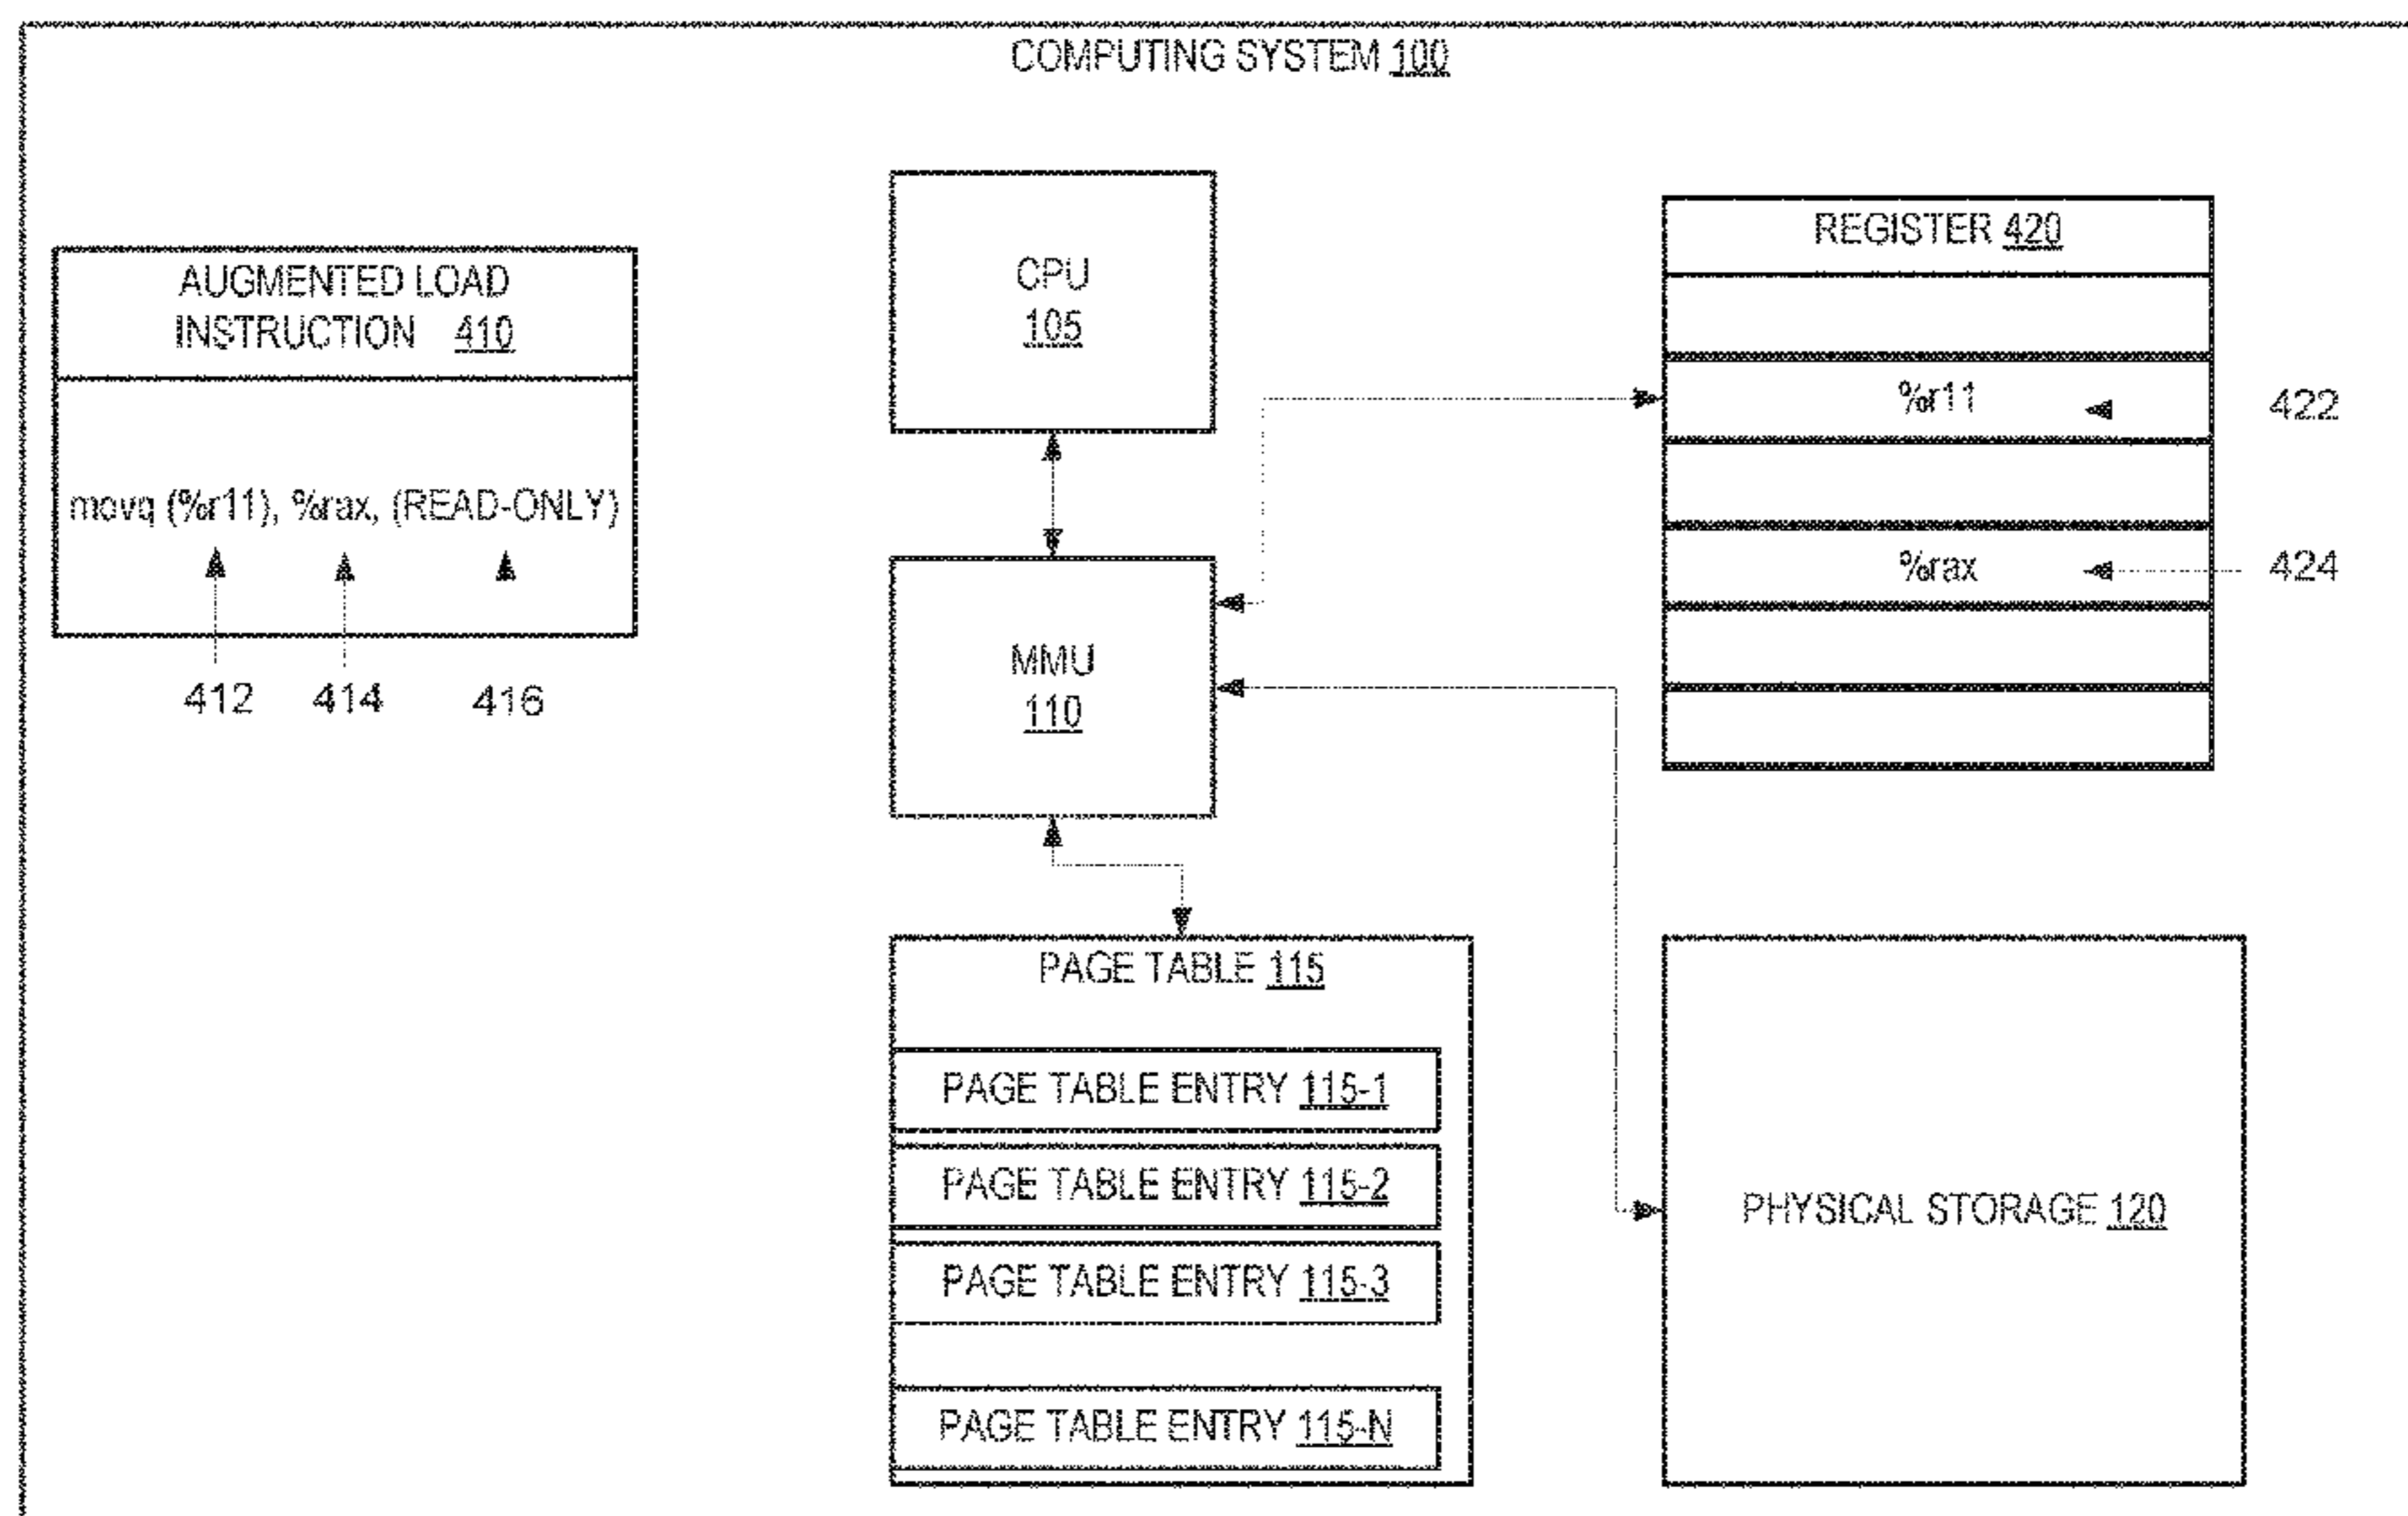 COMPUTING SYSTEM 100
AUGMENTED LOAD
INSTRUCTION 410
movq (%r11), %rax, (READ-ONLY)
412 414 416
CPU
105
MMU
110
REGISTER 420
%r11
422
%rax
424
PAGE TABLE 115
PAGE TABLE ENTRY 115-1
PAGE TABLE ENTRY 115-2
PAGE TABLE ENTRY 115-3
PAGE TABLE ENTRY 115-N
PHYSICAL STORAGE 120